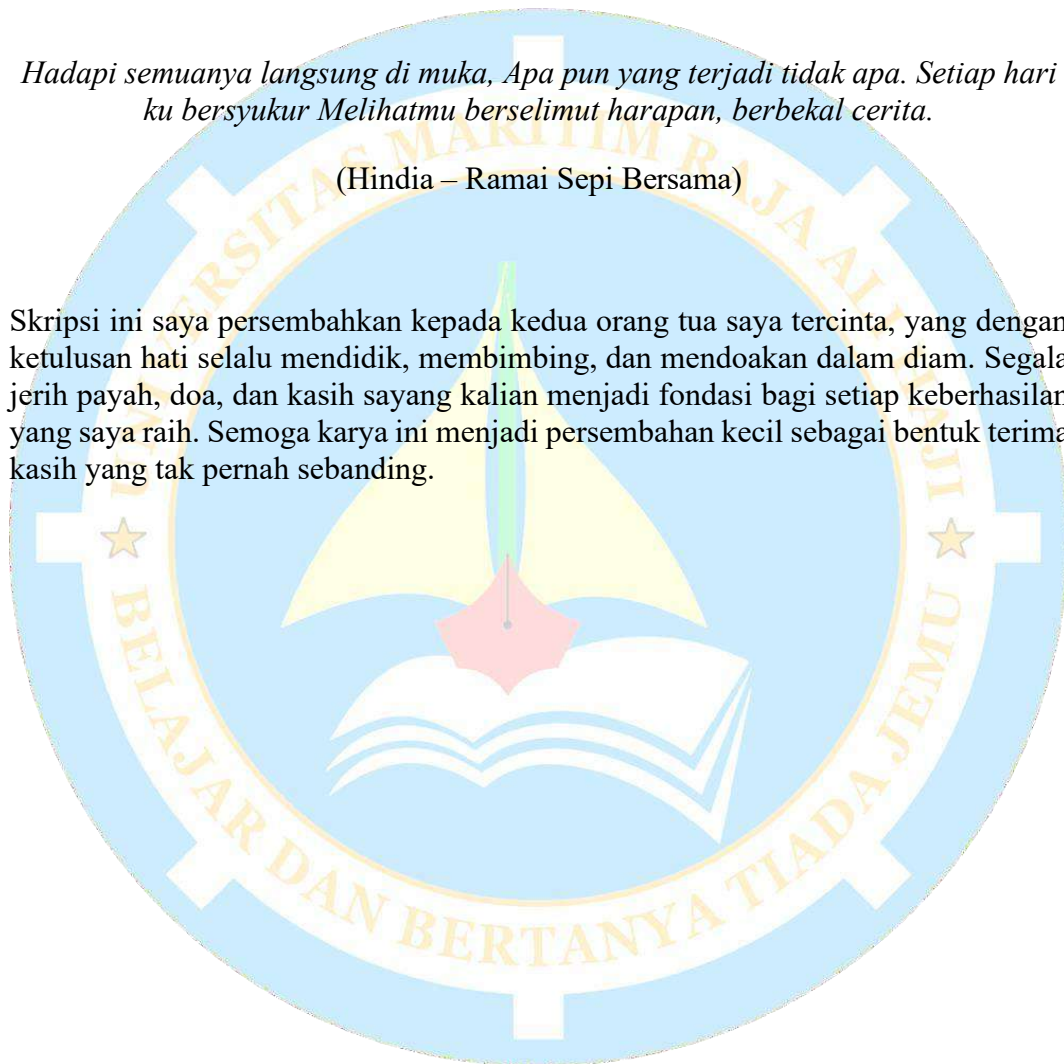 Hadapi semuanya langsung di muka, Apa pun yang terjadi tidak apa. Setiap hari
ku bersyukur Melihatmu berselimut harapan, berbekal cerita.
(Hindia – Ramai Sepi Bersama)
Skripsi ini saya persembahkan kepada kedua orang tua saya tercinta, yang dengan
ketulusan hati selalu mendidik, membimbing, dan mendoakan dalam diam. Segala
jerih payah, doa, dan kasih sayang kalian menjadi fondasi bagi setiap keberhasilan
yang saya raih. Semoga karya ini menjadi persembahan kecil sebagai bentuk terima
kasih yang tak pernah sebanding.
UNIVERSITAS MARITIM RAJA ALI HAJI
BELAJAR DAN BERTANYA TIADA JEMU